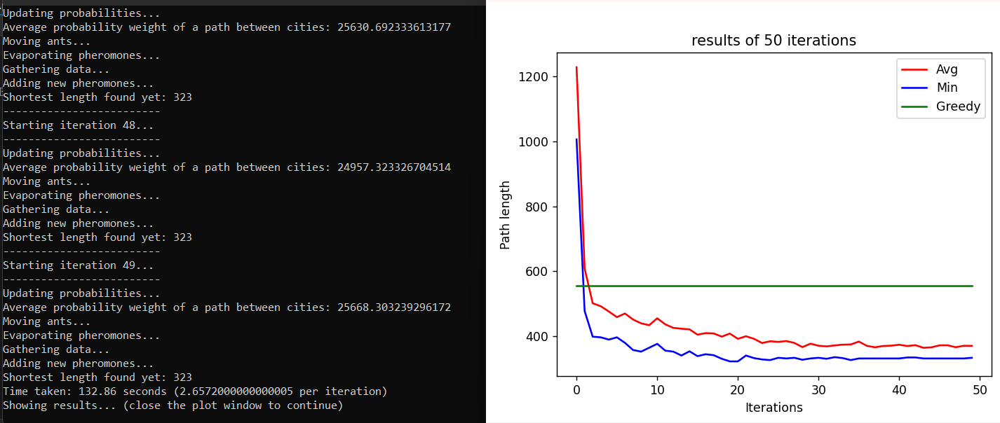 Updating probabilities...
Average probability weight of a path between cities: 25630.692333613177
Moving ants...
Evaporating pheromones...
Gathering data...
Adding new pheromones...
Shortest length found yet: 323
-------------------------
Starting iteration 48...
-------------------------
Updating probabilities...
Average probability weight of a path between cities: 24957.323326704514
Moving ants...
Evaporating pheromones...
Gathering data...
Adding new pheromones...
Shortest length found yet: 323
-------------------------
Starting iteration 49...
-------------------------
Updating probabilities...
Average probability weight of a path between cities: 25668.303239296172
Moving ants...
Evaporating pheromones...
Gathering data...
Adding new pheromones...
Shortest length found yet: 323
Time taken: 132.86 seconds (2.6572000000000005 per iteration)
Showing results... (close the plot window to continue)
results of 50 iterations
Avg
Min
Greedy
Path length
1200
1000
800
600
400
0 10 20 30 40 50
Iterations